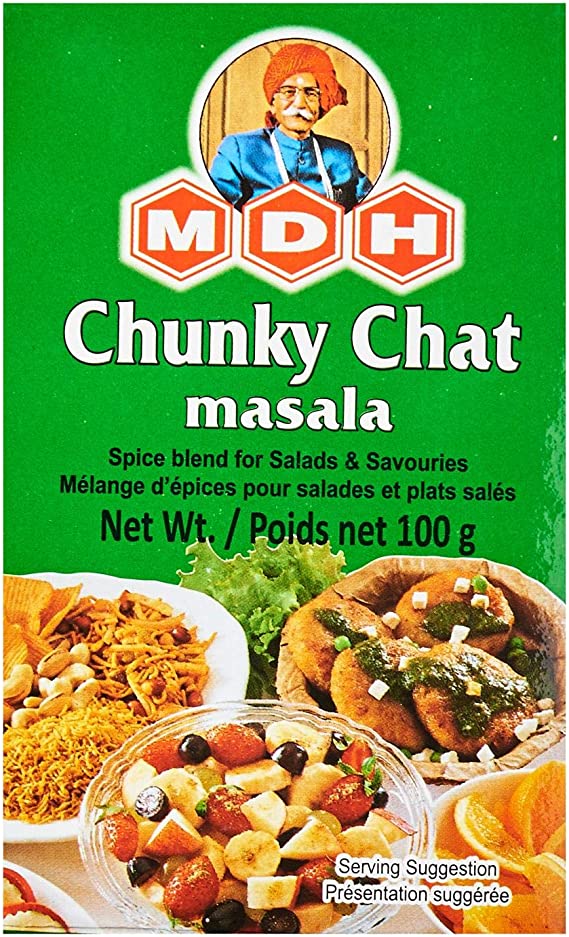 MDH
Chunky Chat
masala
Spice blend for Salads & Savouries
Mélange d'épices pour salades et plats salés
Net Wt. / Poids net 100 g
Serving Suggestion
Présentation suggérée